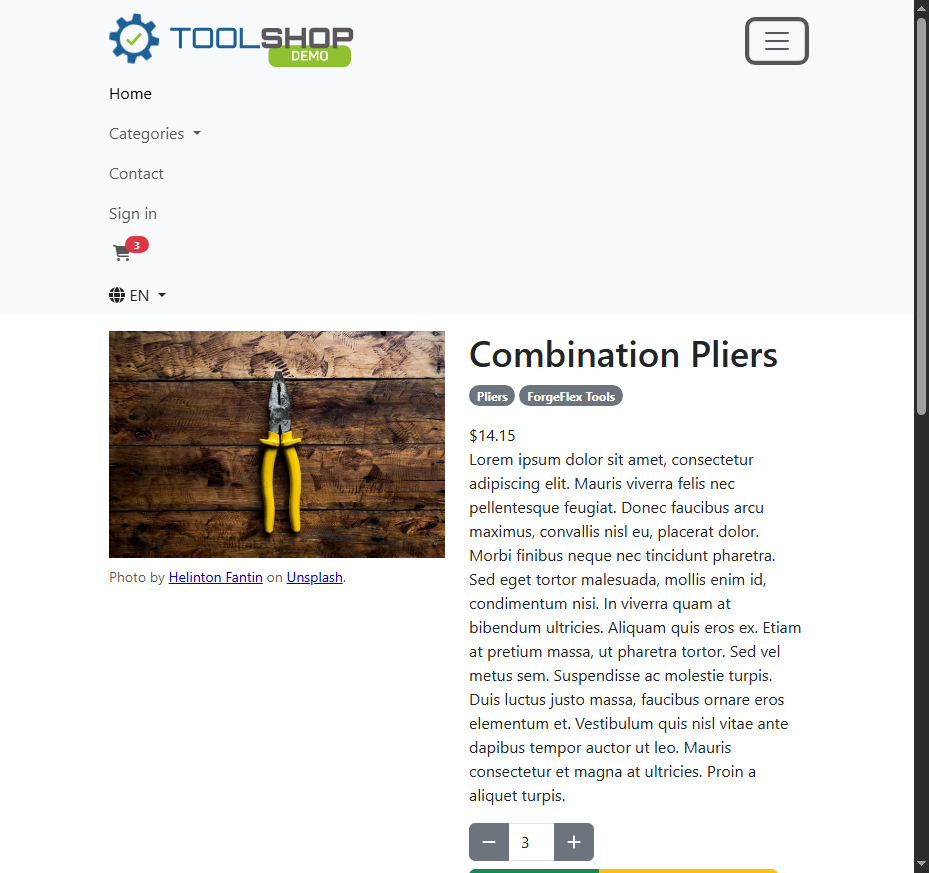 TOOLSHOP
DEMO
Home
Categories
Contact
Sign in
3
EN
Combination Pliers
Pliers ForgeFlex Tools
$14.15
Lorem ipsum dolor sit amet, consectetur
adipiscing elit. Mauris viverra felis nec
pellentesque feugiat. Donec faucibus arcu
maximus, convallis nisl eu, placerat dolor.
Morbi finibus neque nec tincidunt pharetra.
Sed eget tortor malesuada, mollis enim id,
condimentum nisi. In viverra quam at
bibendum ultricies. Aliquam quis eros ex. Etiam
at pretium massa, ut pharetra tortor. Sed vel
metus sem. Suspendisse ac molestie turpis.
Duis luctus justo massa, faucibus ornare eros
elementum et. Vestibulum quis nisl vitae ante
dapibus tempor auctor ut leo. Mauris
consectetur et magna at ultricies. Proin a
aliquet turpis.
3
Photo by Helinton Fantin on Unsplash.